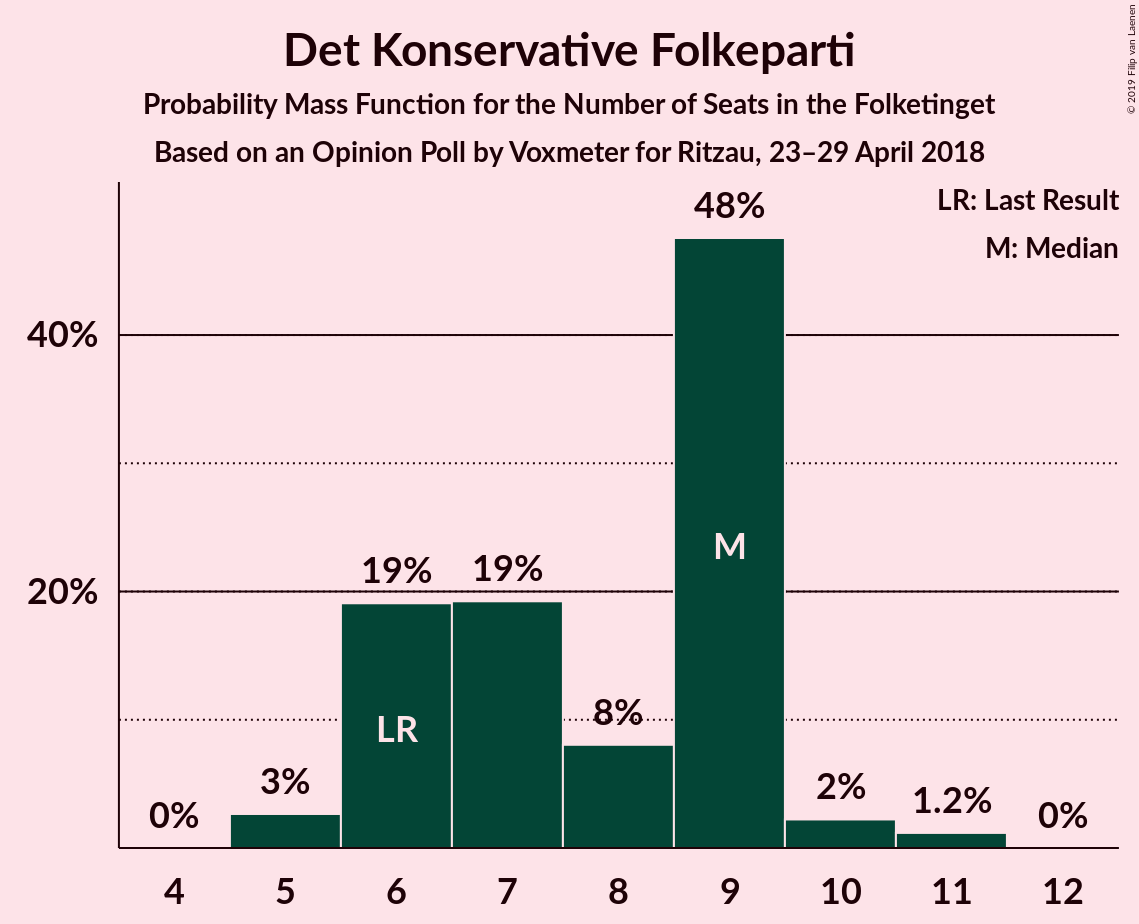 Det Konservative Folkeparti
Probability Mass Function for the Number of Seats in the Folketinget
Based on an Opinion Poll by Voxmeter for Ritzau, 23–29 April 2018
© 2019 Filip van Laenen
LR: Last Result
M: Median
40%
20%
0%
3%
19%
19%
8%
48%
2%
1.2%
0%
LR
M
4 5 6 7 8 9 10 11 12